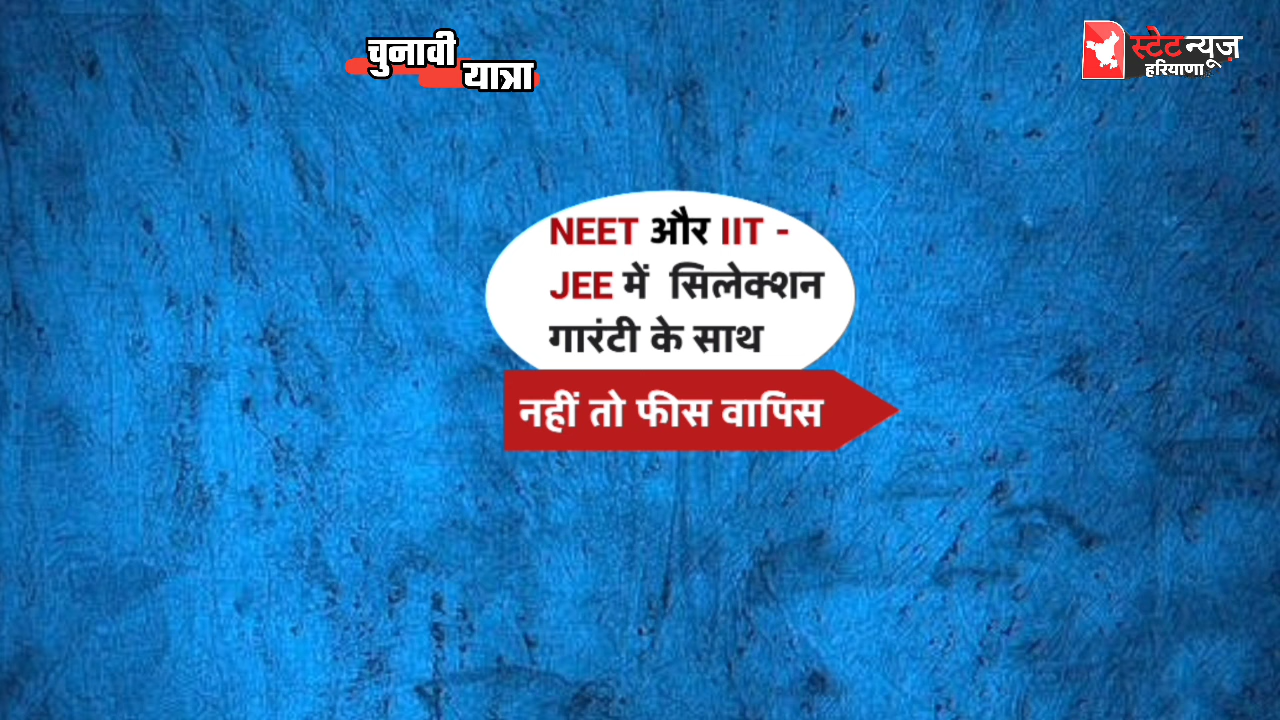 चुनावी
यात्रा
स्टेट न्यूज़
हरियाणा
NEET और IIT -
JEE में सिलेक्शन
गारंटी के साथ
नहीं तो फीस वापिस